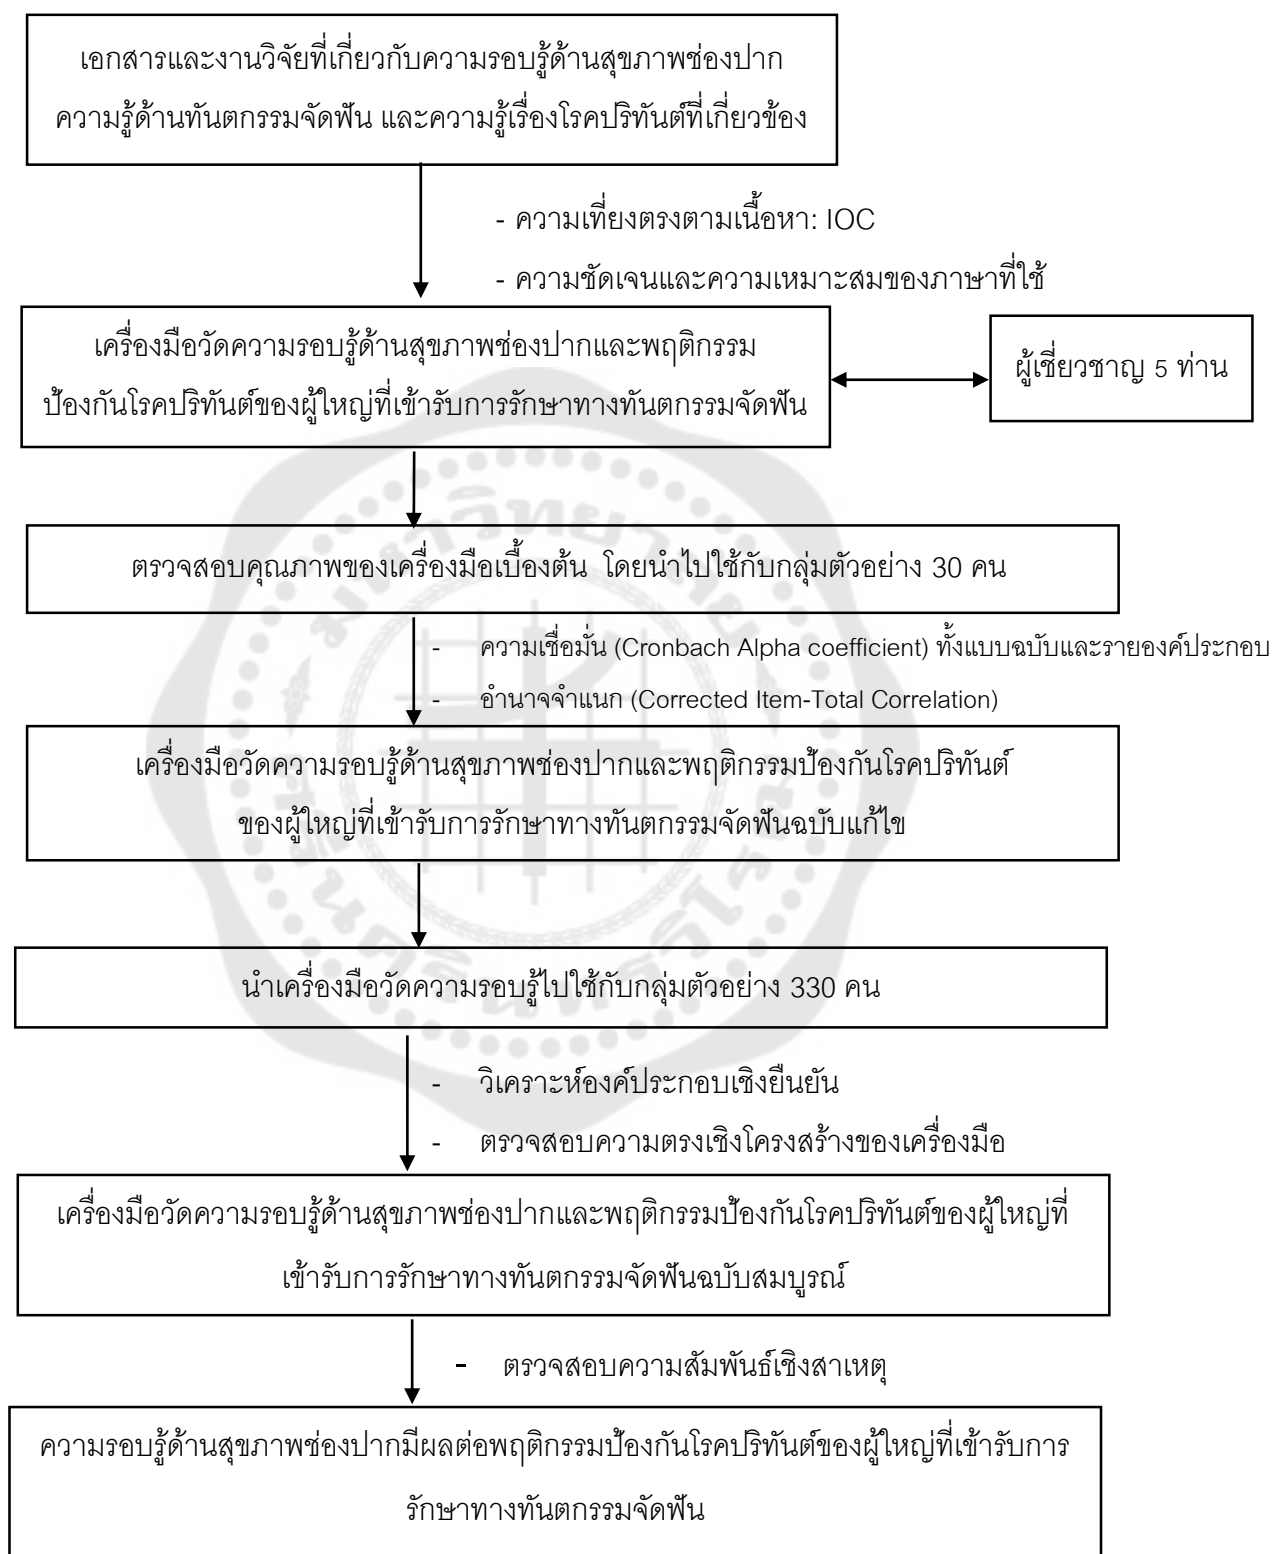 เอกสารและงานวิจัยที่เกี่ยวกับความรอบรู้ด้านสุขภาพช่องปาก
ความรู้ด้านทันตกรรมจัดฟัน และความรู้เรื่องโรคปริทันต์ที่เกี่ยวข้อง
- ความเที่ยงตรงตามเนื้อหา: IOC
- ความชัดเจนและความเหมาะสมของภาษาที่ใช้
เครื่องมือวัดความรอบรู้ด้านสุขภาพช่องปากและพฤติกรรม
ป้องกันโรคปริทันต์ของผู้ใหญ่ที่เข้ารับการรักษาทางทันตกรรมจัดฟัน
ผู้เชี่ยวชาญ 5 ท่าน
ตรวจสอบคุณภาพของเครื่องมือเบื้องต้น โดยนำไปใช้กับกลุ่มตัวอย่าง 30 คน
- ความเชื่อมั่น (Cronbach Alpha coefficient) ทั้งแบบฉบับและรายองค์ประกอบ
- อำนาจจำแนก (Corrected Item-Total Correlation)
เครื่องมือวัดความรอบรู้ด้านสุขภาพช่องปากและพฤติกรรมป้องกันโรคปริทันต์
ของผู้ใหญ่ที่เข้ารับการรักษาทางทันตกรรมจัดฟันฉบับแก้ไข
นำเครื่องมือวัดความรอบรู้ไปใช้กับกลุ่มตัวอย่าง 330 คน
- วิเคราะห์องค์ประกอบเชิงยืนยัน
- ตรวจสอบความตรงเชิงโครงสร้างของเครื่องมือ
เครื่องมือวัดความรอบรู้ด้านสุขภาพช่องปากและพฤติกรรมป้องกันโรคปริทันต์ของผู้ใหญ่ที่
เข้ารับการรักษาทางทันตกรรมจัดฟันฉบับสมบูรณ์
- ตรวจสอบความสัมพันธ์เชิงสาเหตุ
ความรอบรู้ด้านสุขภาพช่องปากมีผลต่อพฤติกรรมป้องกันโรคปริทันต์ของผู้ใหญ่ที่เข้ารับการ
รักษาทางทันตกรรมจัดฟัน
มหาวิทยาลัย
ศรีนครินทรวิโรฒ